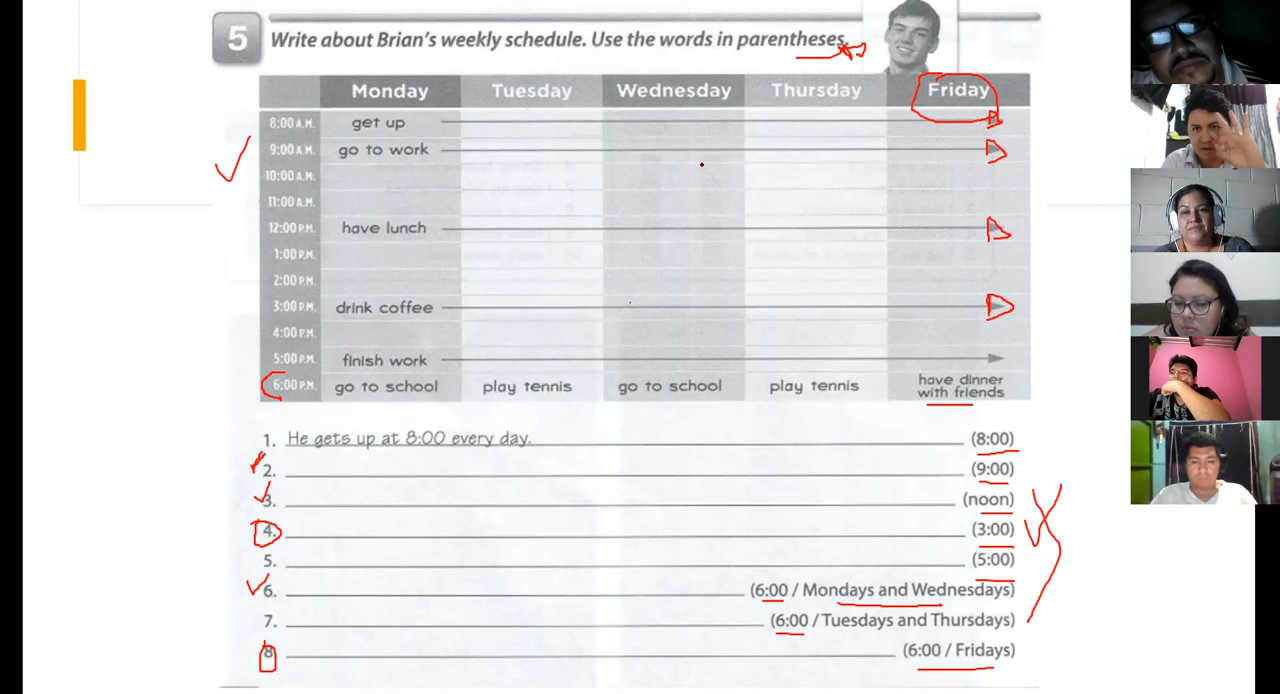 5 Write about Brian's weekly schedule. Use the words in parentheses.
Monday Tuesday Wednesday Thursday Friday
8:00 A.M. get up
9:00 A.M. go to work
10:00 A.M.
11:00 A.M.
12:00 P.M. have lunch
1:00 P.M.
2:00 P.M.
3:00 P.M. drink coffee
4:00 P.M.
5:00 P.M. finish work
6:00 P.M. go to school play tennis go to school play tennis have dinner
with friends
1. He gets up at 8:00 every day. (8:00)
2. (9:00)
3. (noon)
4. (3:00)
5. (5:00)
6. (6:00 / Mondays and Wednesdays)
7. (6:00 / Tuesdays and Thursdays)
8 (6:00 / Fridays)